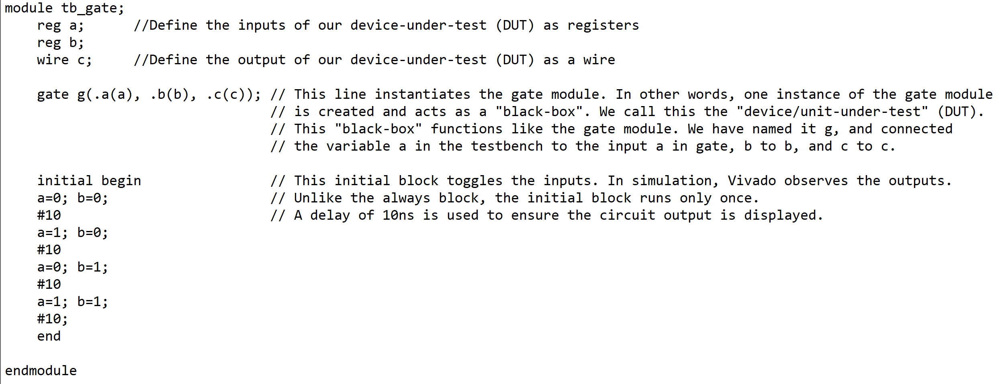 module tb_gate;
    reg a;      //Define the inputs of our device-under-test (DUT) as registers
    reg b;
    wire c;     //Define the output of our device-under-test (DUT) as a wire

    gate g(.a(a), .b(b), .c(c)); // This line instantiates the gate module. In other words, one instance of the gate module
                                 // is created and acts as a "black-box". We call this the "device/unit-under-test" (DUT).
                                 // This "black-box" functions like the gate module. We have named it g, and connected
                                 // the variable a in the testbench to the input a in gate, b to b, and c to c.

    initial begin                // This initial block toggles the inputs. In simulation, Vivado observes the outputs.
    a=0; b=0;                    // Unlike the always block, the initial block runs only once.
    #10                          // A delay of 10ns is used to ensure the circuit output is displayed.
    a=1; b=0;
    #10
    a=0; b=1;
    #10
    a=1; b=1;
    #10;
    end

endmodule